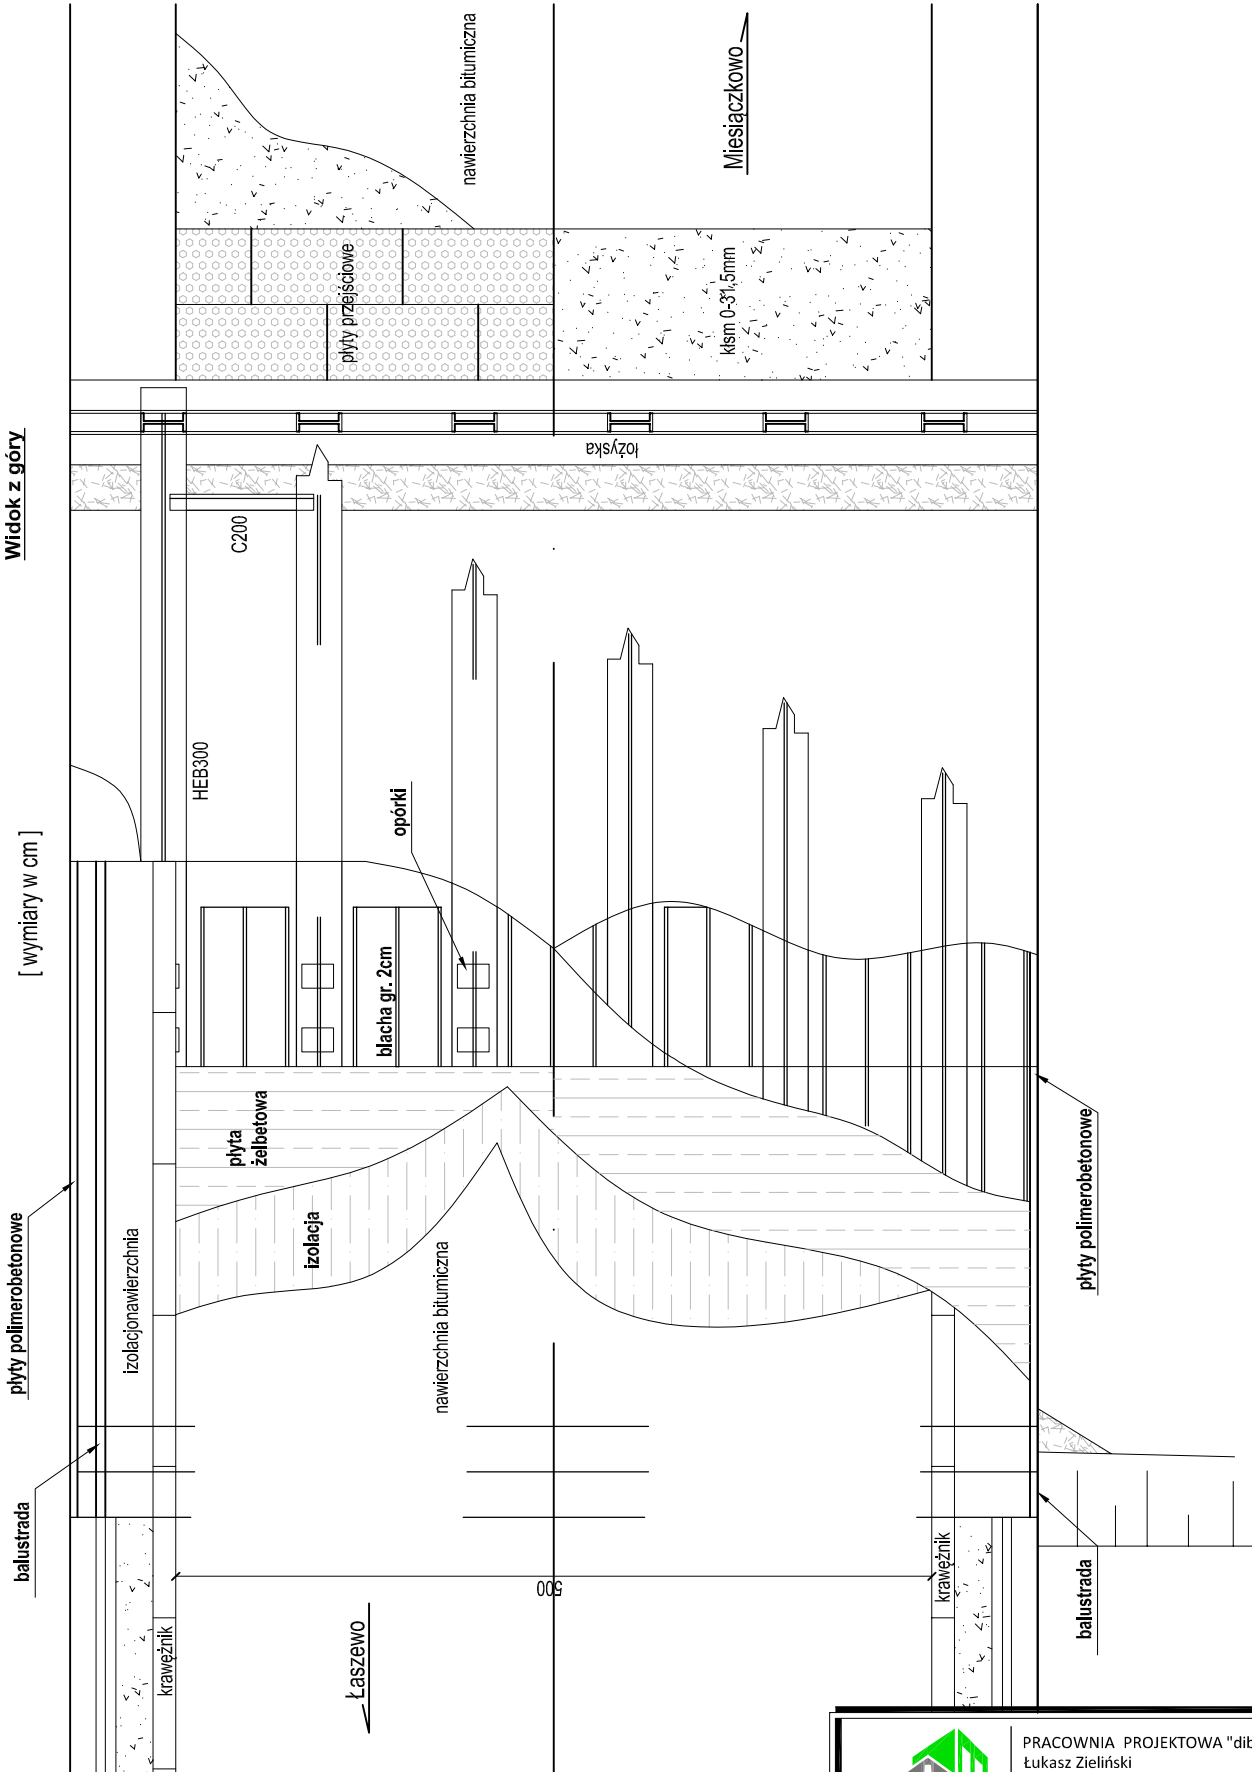 Widok z góry
[ wymiary w cm ]
nawierzchnia bitumiczna
Miesiączkowo
płyty przejściowe
kłsm 0-31,5mm
łożyska
C200
HEB300
opórki
blacha gr. 2cm
płyta
żelbetowa
izolacja
płyty polimerobetonowe
izolacjonawierzchnia
nawierzchnia bitumiczna
płyty polimerobetonowe
balustrada
krawężnik
500
krawężnik
balustrada
Łaszewo
PRACOWNIA PROJEKTOWA "dib
Łukasz Zieliński